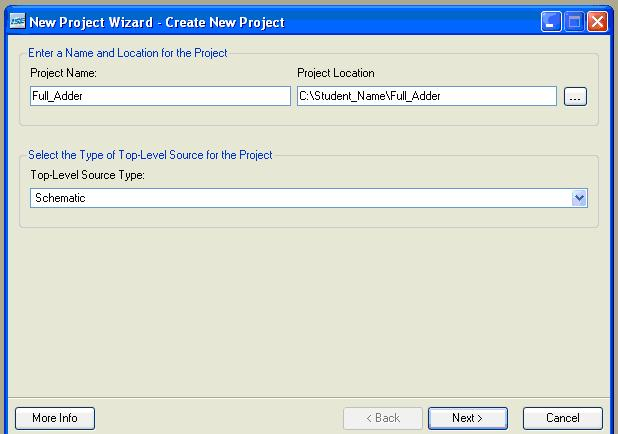 ISE New Project Wizard - Create New Project
Enter a Name and Location for the Project
Project Name: Project Location
Full_Adder C:\Student_Name\Full_Adder ...
Select the Type of Top-Level Source for the Project
Top-Level Source Type:
Schematic
More Info < Back Next > Cancel